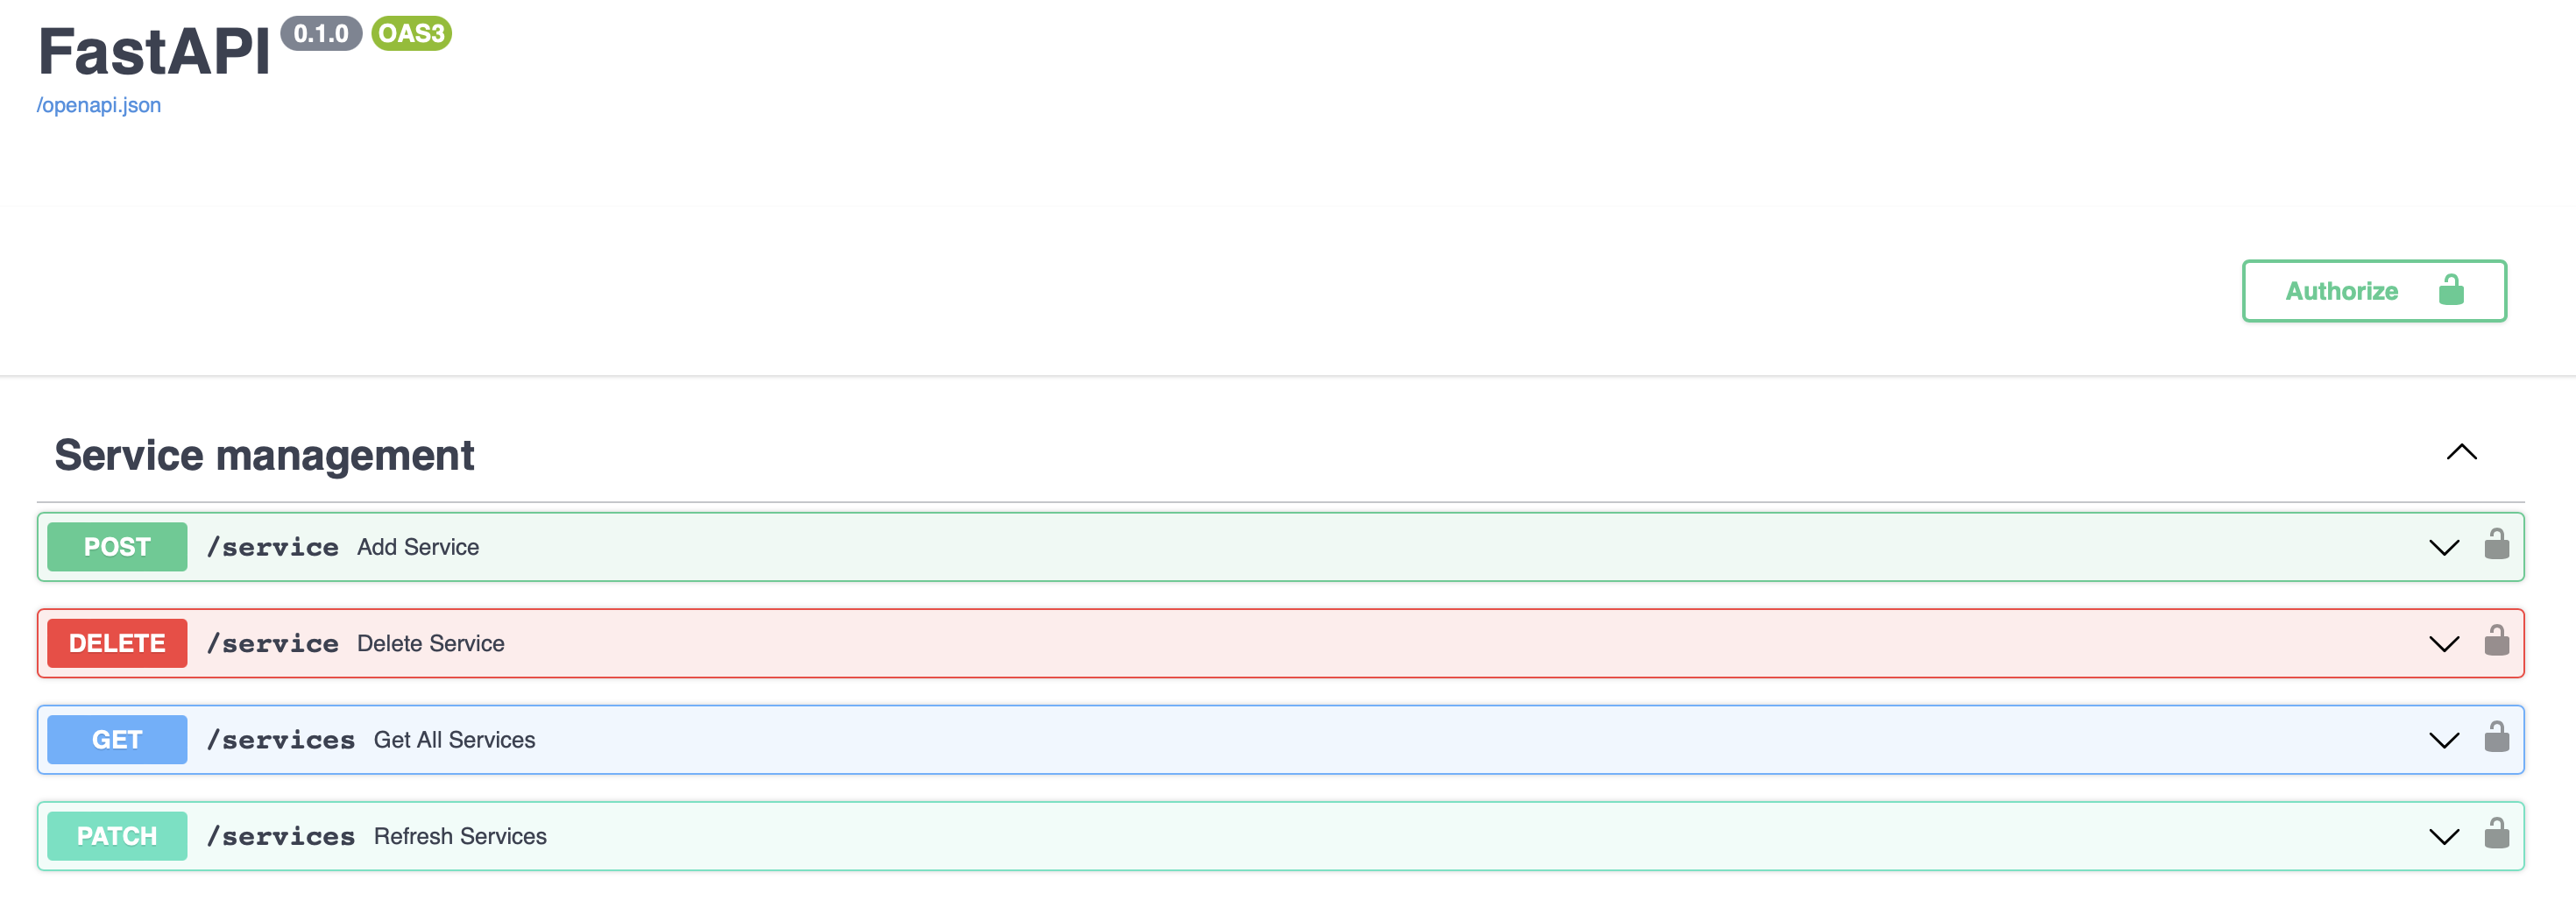 FastAPI 0.1.0 OAS3
/openapi.json
Authorize
Service management
POST /service Add Service
DELETE /service Delete Service
GET /services Get All Services
PATCH /services Refresh Services